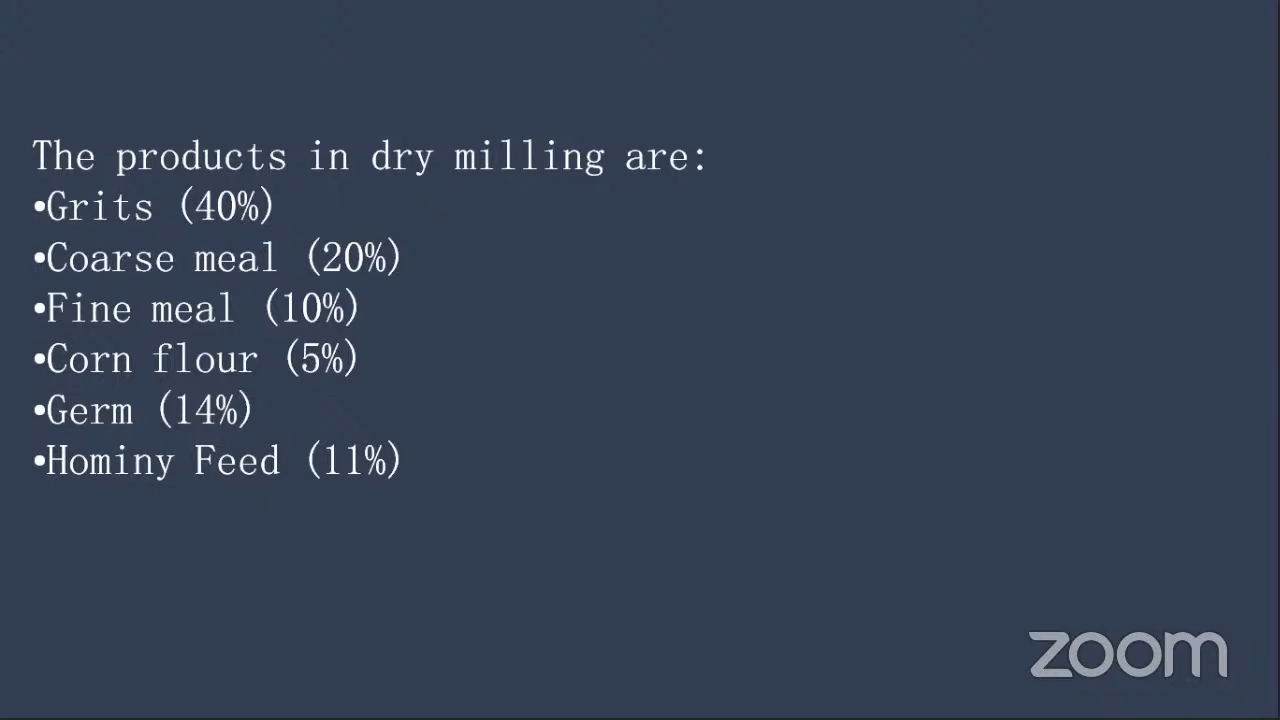 The products in dry milling are:
•Grits (40%)
•Coarse meal (20%)
•Fine meal (10%)
•Corn flour (5%)
•Germ (14%)
•Hominy Feed (11%)
zoom